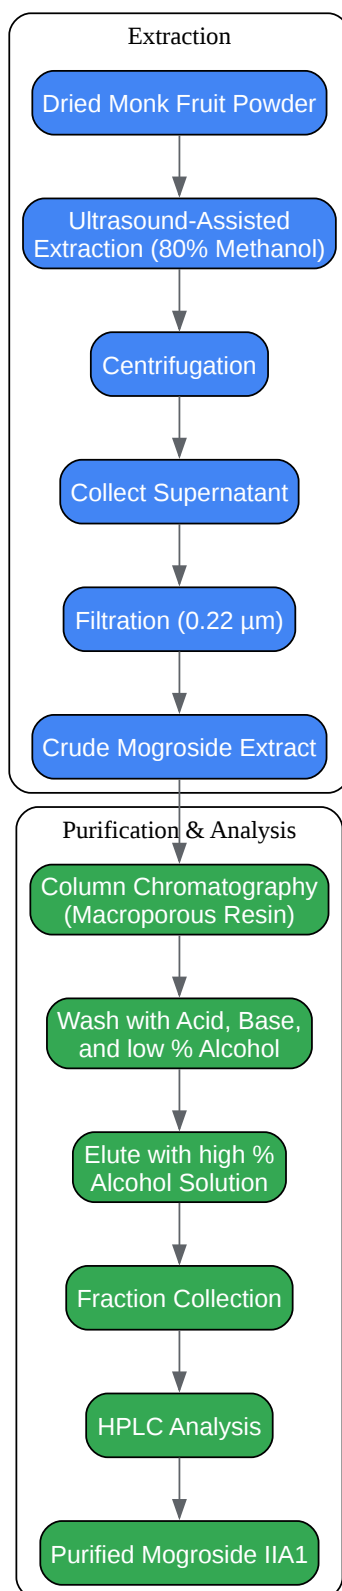 Extraction
Dried Monk Fruit Powder
Ultrasound-Assisted
Extraction (80% Methanol)
Centrifugation
Collect Supernatant
Filtration (0.22 µm)
Crude Mogroside Extract
Purification & Analysis
Column Chromatography
(Macroporous Resin)
Wash with Acid, Base,
and low % Alcohol
Elute with high %
Alcohol Solution
Fraction Collection
HPLC Analysis
Purified Mogroside IIA1